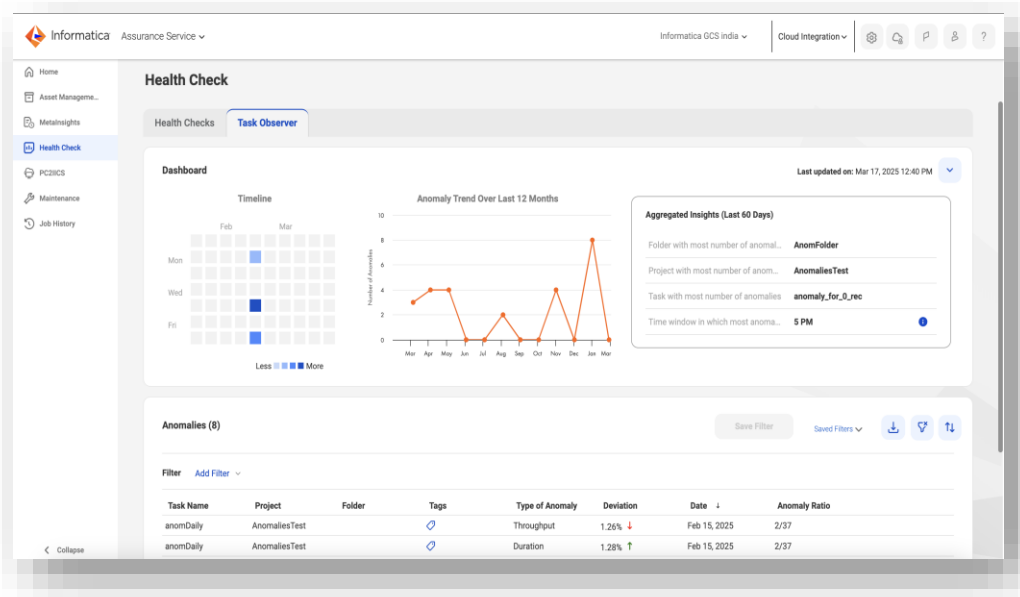 Informatica Assurance Service Informatica GCS india Cloud Integration ?
Home
Asset Manageme...
MetaInsights
Health Check
PC2IICS
Maintenance
Job History
Collapse
Health Check
Health Checks Task Observer
Dashboard Last updated on: Mar 17, 2025 12:40 PM
Timeline
Feb Mar
Mon
Wed
Fri
Less More
Anomaly Trend Over Last 12 Months
Number of Anomalies
10
8
6
4
2
0
Mar Apr May Jun Jul Aug Sep Oct Nov Dec Jan Mar
Aggregated Insights (Last 60 Days)
Folder with most number of anomal... AnomFolder
Project with most number of anom... AnomaliesTest
Task with most number of anomalies anomaly_for_0_rec
Time window in which most anoma... 5 PM
Anomalies (8) Save Filter Saved Filters
Filter Add Filter
Task Name Project Folder Tags Type of Anomaly Deviation Date ↓ Anomaly Ratio
anomDaily AnomaliesTest Throughput 1.26% ↓ Feb 15, 2025 2/37
anomDaily AnomaliesTest Duration 1.28% ↑ Feb 15, 2025 2/37